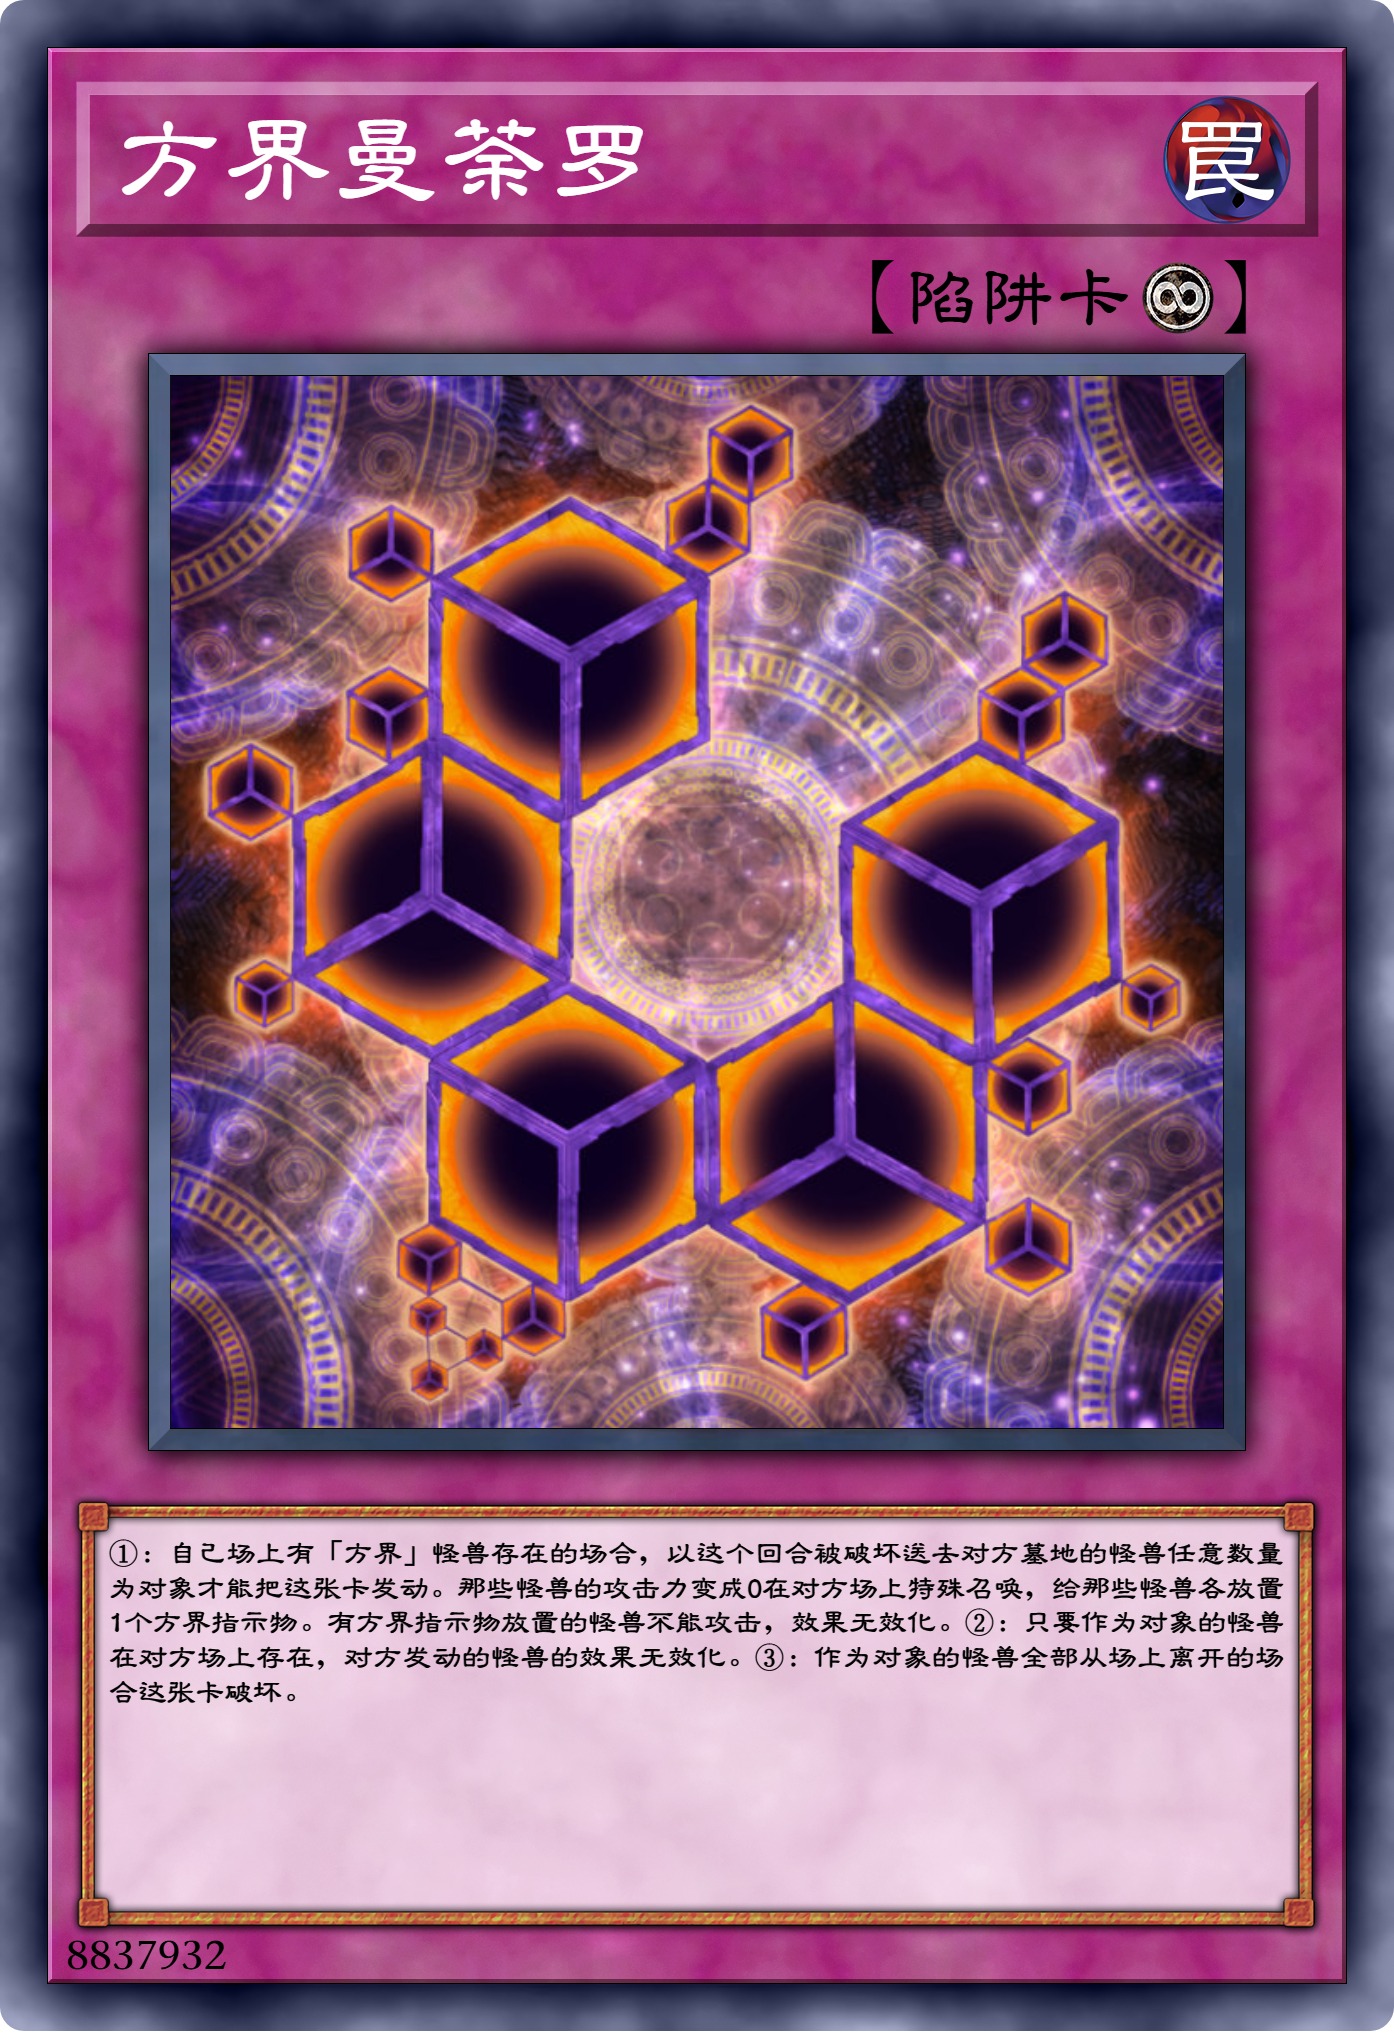 方界曼荼罗
罠
【陷阱卡】
①：自己场上有「方界」怪兽存在的场合，以这个回合被破坏送去对方墓地的怪兽任意数量
为对象才能把这张卡发动。那些怪兽的攻击力变成0在对方场上特殊召唤，给那些怪兽各放置
1个方界指示物。有方界指示物放置的怪兽不能攻击，效果无效化。②：只要作为对象的怪兽
在对方场上存在，对方发动的怪兽的效果无效化。③：作为对象的怪兽全部从场上离开的场
合这张卡破坏。
8837932